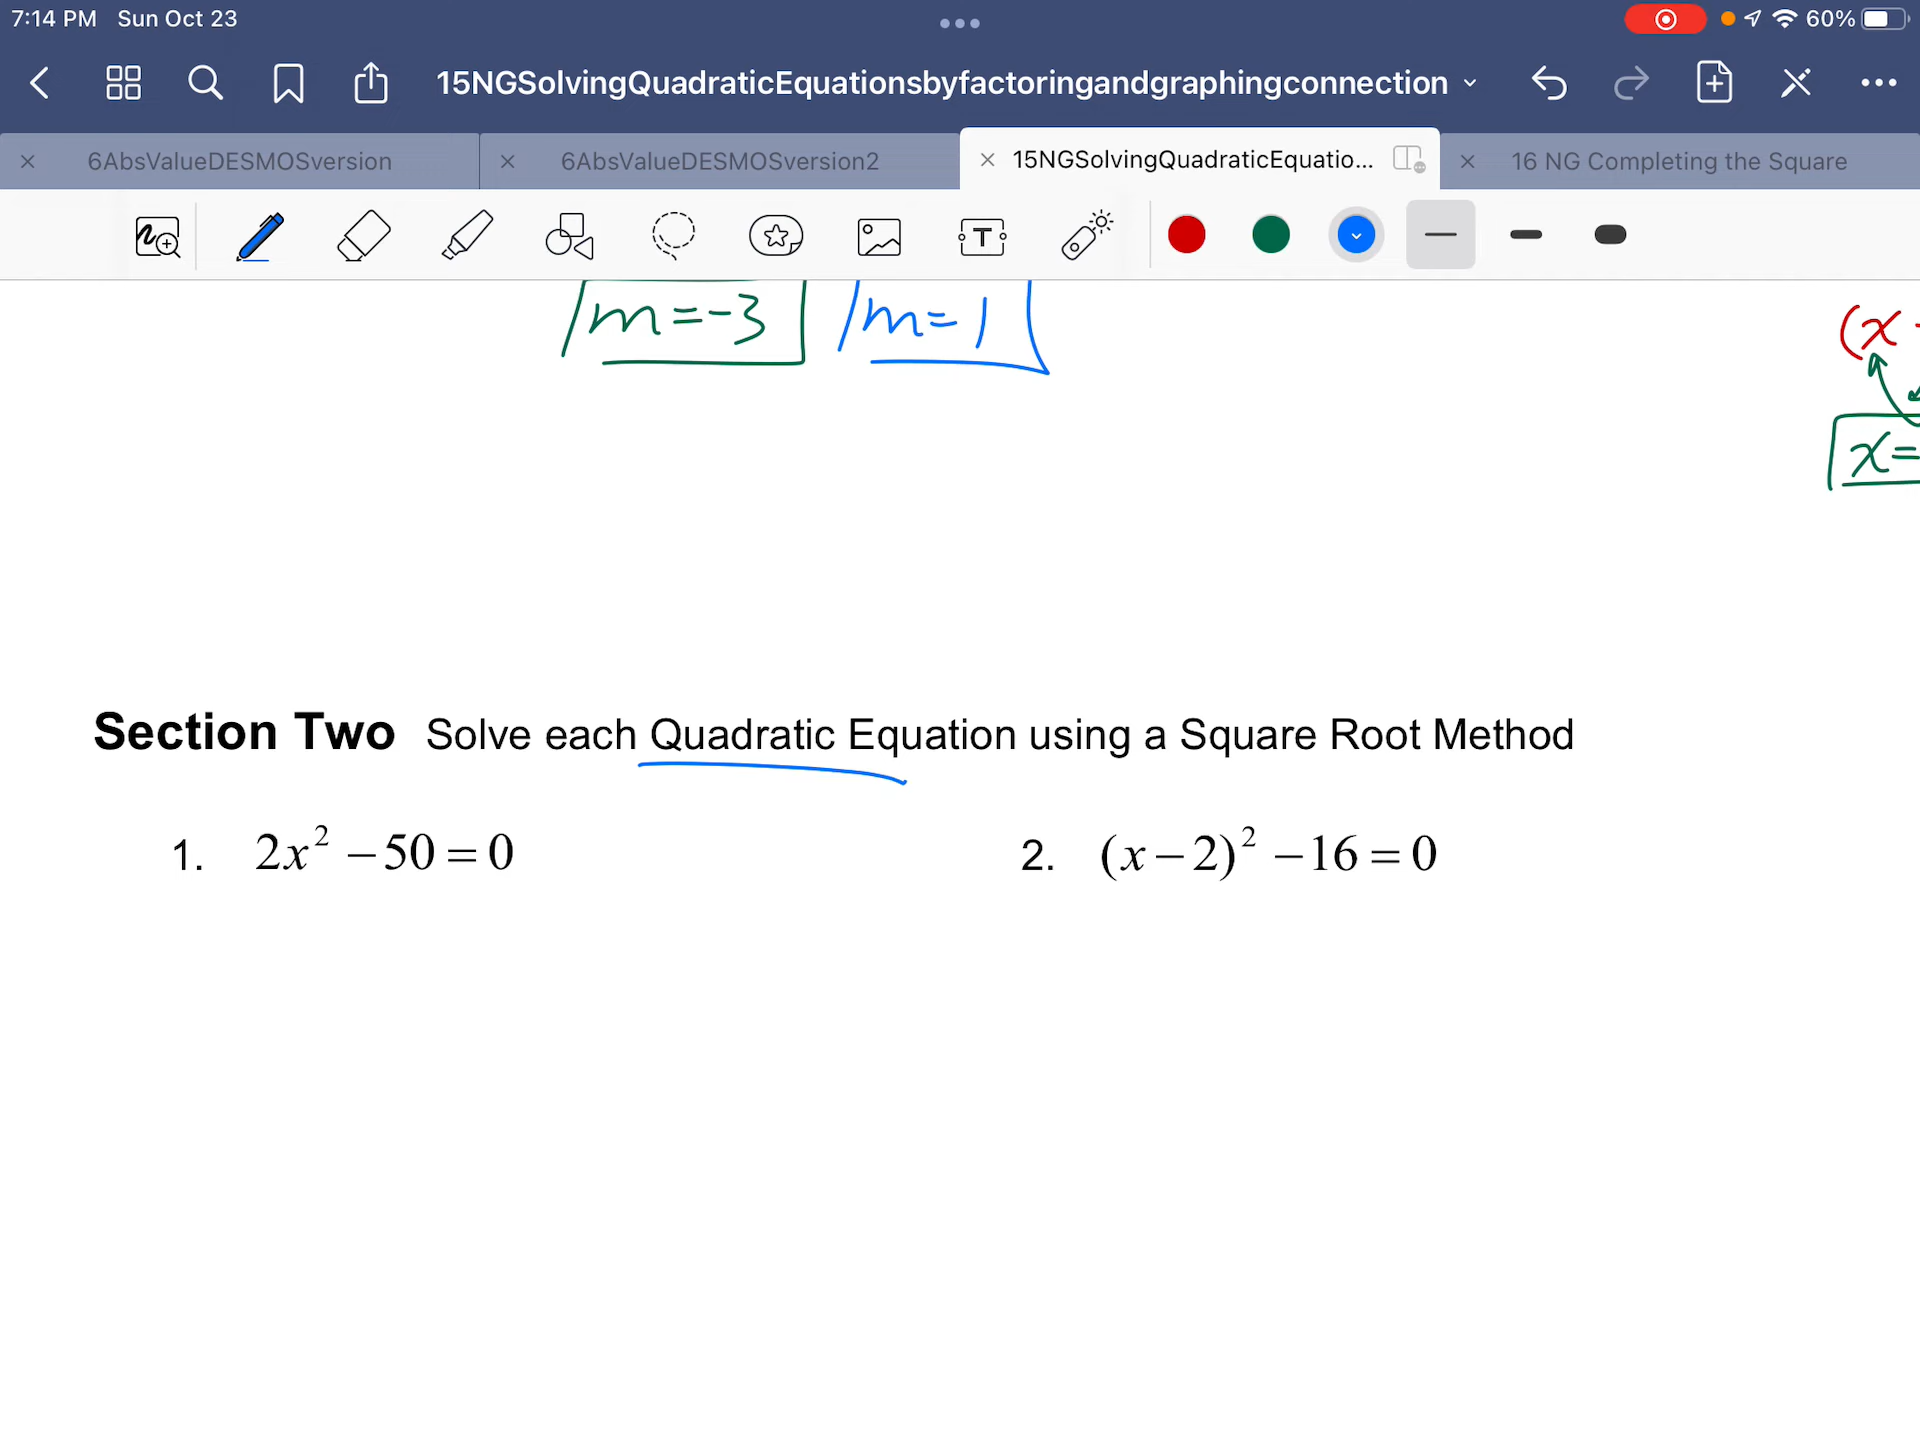 7:14 PM Sun Oct 23 60%
15NGSolvingQuadraticEquationsbyfactoringandgraphingconnection
6AbsValueDESMOSversion 6AbsValueDESMOSversion2 15NGSolvingQuadraticEquatio... 16 NG Completing the Square
m=-3 m=1
(x
x=
Section Two Solve each Quadratic Equation using a Square Root Method
1. 2x² − 50 = 0 2. (x − 2)² − 16 = 0